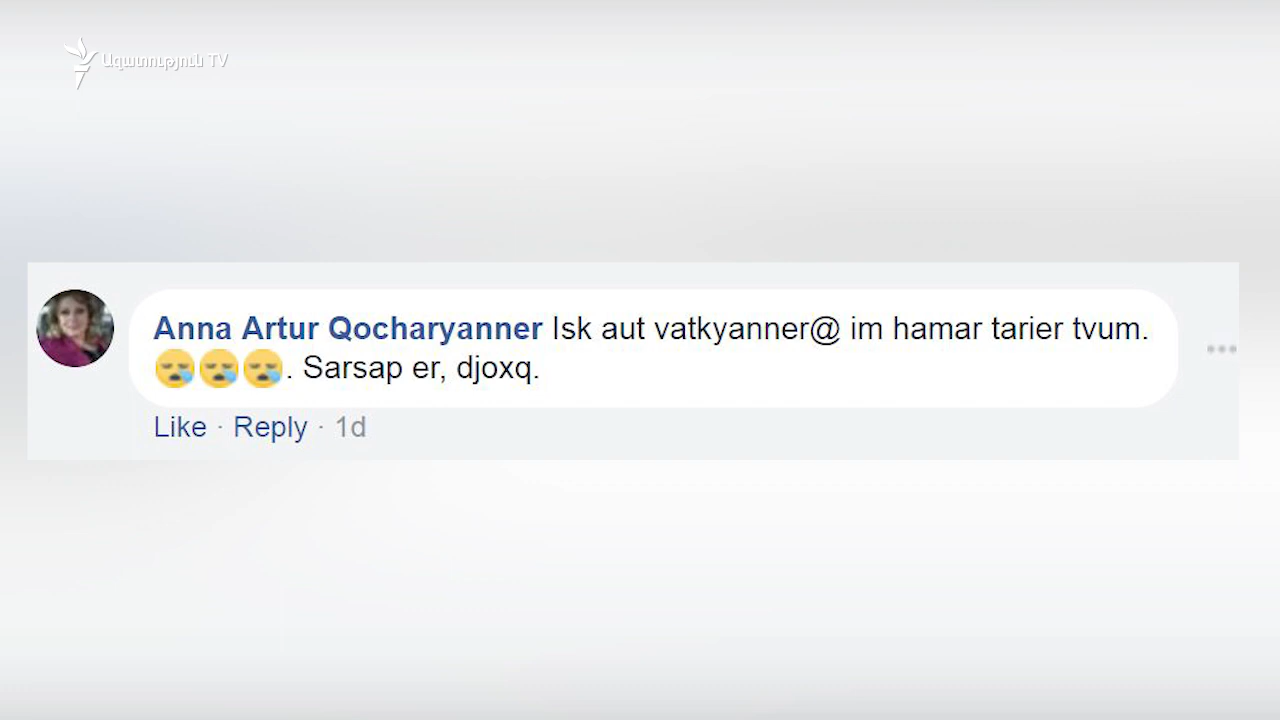 Ազատություն TV
Anna Artur Qocharyanner Isk aut vatkyanner@ im hamar tarier tvum.
😪😪😪. Sarsap er, djoxq.
Like · Reply · 1d